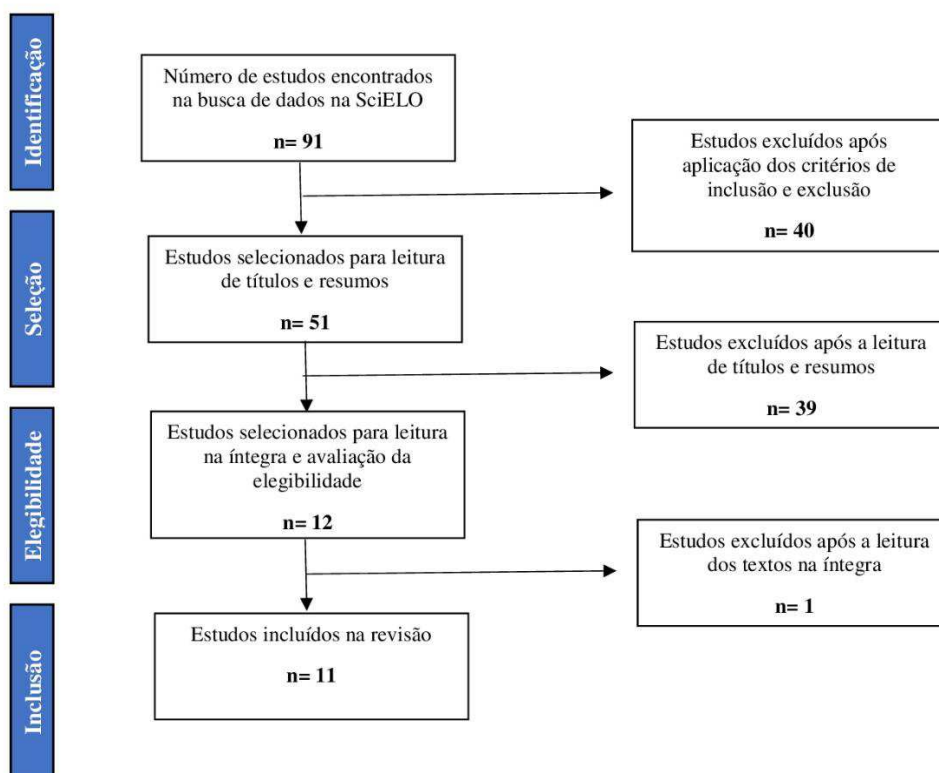 Identificação
Número de estudos encontrados
na busca de dados na SciELO
n= 91
Estudos excluídos após
aplicação dos critérios de
inclusão e exclusão
n= 40
Seleção
Estudos selecionados para leitura
de títulos e resumos
n= 51
Estudos excluídos após a leitura
de títulos e resumos
n= 39
Elegibilidade
Estudos selecionados para leitura
na íntegra e avaliação da
elegibilidade
n= 12
Estudos excluídos após a leitura
dos textos na íntegra
n= 1
Inclusão
Estudos incluídos na revisão
n= 11